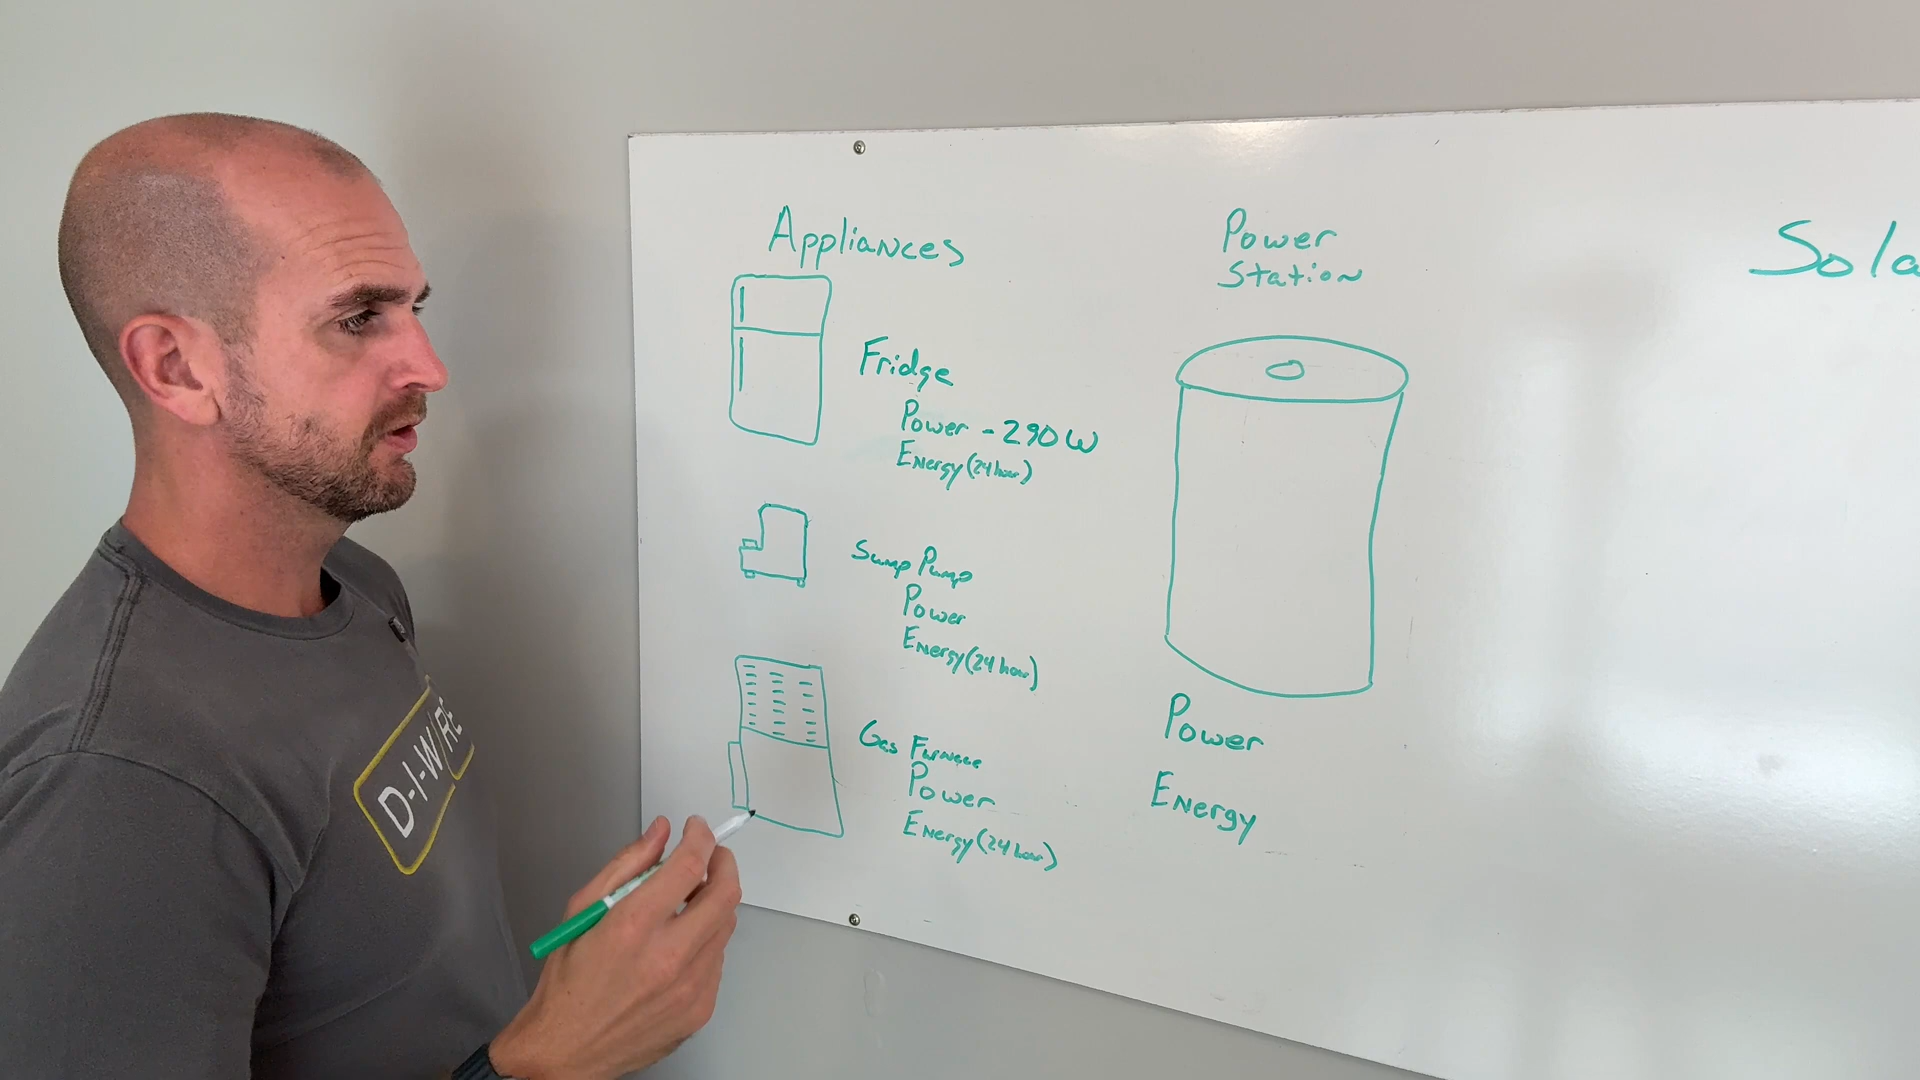 Appliances
Fridge
Power - 290 W
Energy (24 hour)
Sump Pump
Power
Energy (24 hour)
Gas Furnace
Power
Energy (24 hour)
Power
Station
Power
Energy
Sola
D-I-WIRE